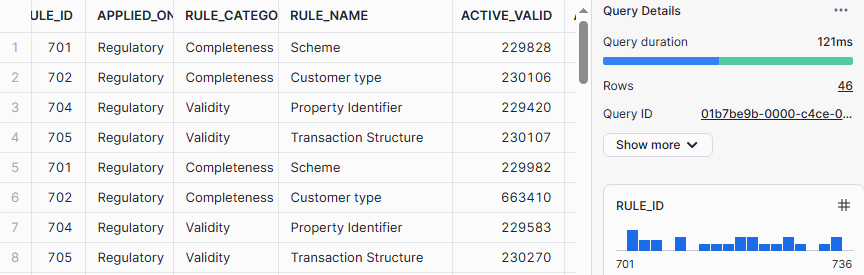 ULE_ID APPLIED_ON RULE_CATEGO RULE_NAME ACTIVE_VALID
1 701 Regulatory Completeness Scheme 229828
2 702 Regulatory Completeness Customer type 230106
3 704 Regulatory Validity Property Identifier 229420
4 705 Regulatory Validity Transaction Structure 230107
5 701 Regulatory Completeness Scheme 229982
6 702 Regulatory Completeness Customer type 663410
7 704 Regulatory Validity Property Identifier 229583
8 705 Regulatory Validity Transaction Structure 230270
Query Details
Query duration 121ms
Rows 46
Query ID 01b7be9b-0000-c4ce-0...
Show more
RULE_ID #
701 736